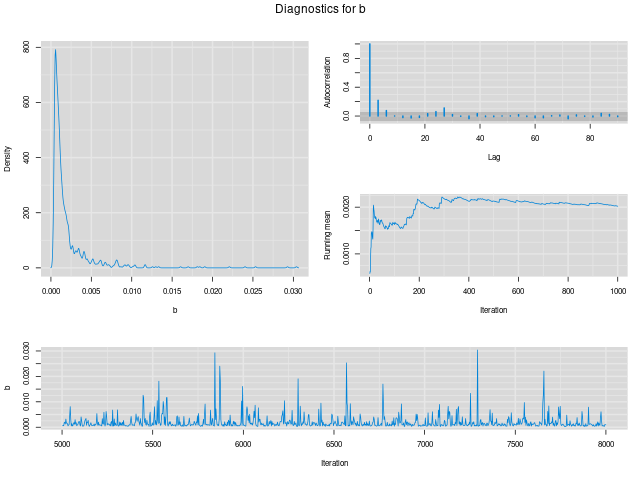 Diagnostics for b
Density
0 200 400 600 800
0.000 0.005 0.010 0.015 0.020 0.025 0.030
b
Autocorrelation
0.0 0.4 0.8
0 20 40 60 80
Lag
Running mean
0.0010 0.0020
0 200 400 600 800 1000
Iteration
b
0.000 0.010 0.020 0.030
5000 5500 6000 6500 7000 7500 8000
Iteration